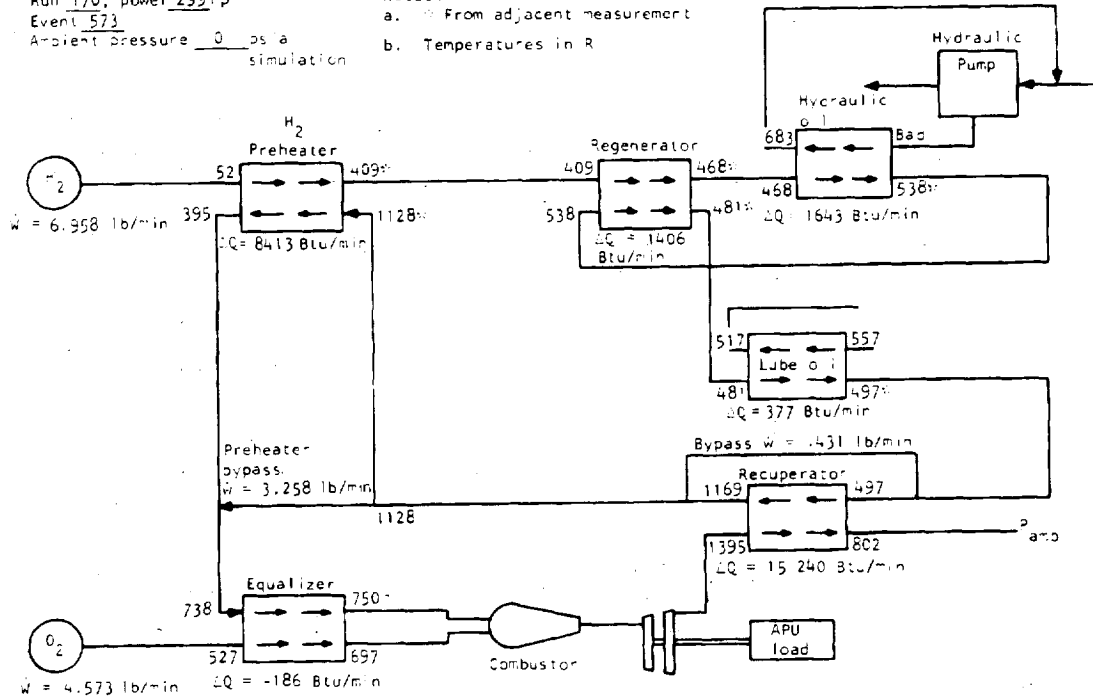 Run 170, power 239 HP
Event 573
Ambient pressure 0 psia
simulation
a. * From adjacent measurement
b. Temperatures in R
Hydraulic
Pump
Hydraulic
oil
683
Bad
468
538*
ΔQ = 1643 Btu/min
H2
Preheater
H2
52
409*
395
1128*
Ẇ = 6.958 lb/min
ΔQ = 8413 Btu/min
Regenerator
409
468*
538
481*
ΔQ = 1406
Btu/min
517
557
Lube oil
481
497*
ΔQ = 377 Btu/min
Preheater
bypass
Ẇ = 3.258 lb/min
1128
Bypass Ẇ = .431 lb/min
Recuperator
1169
497
1395
802
Pamb
ΔQ = 15 240 Btu/min
Equalizer
738
750*
527
697
O2
Ẇ = 4.573 lb/min
ΔQ = -186 Btu/min
Combustor
APU
load